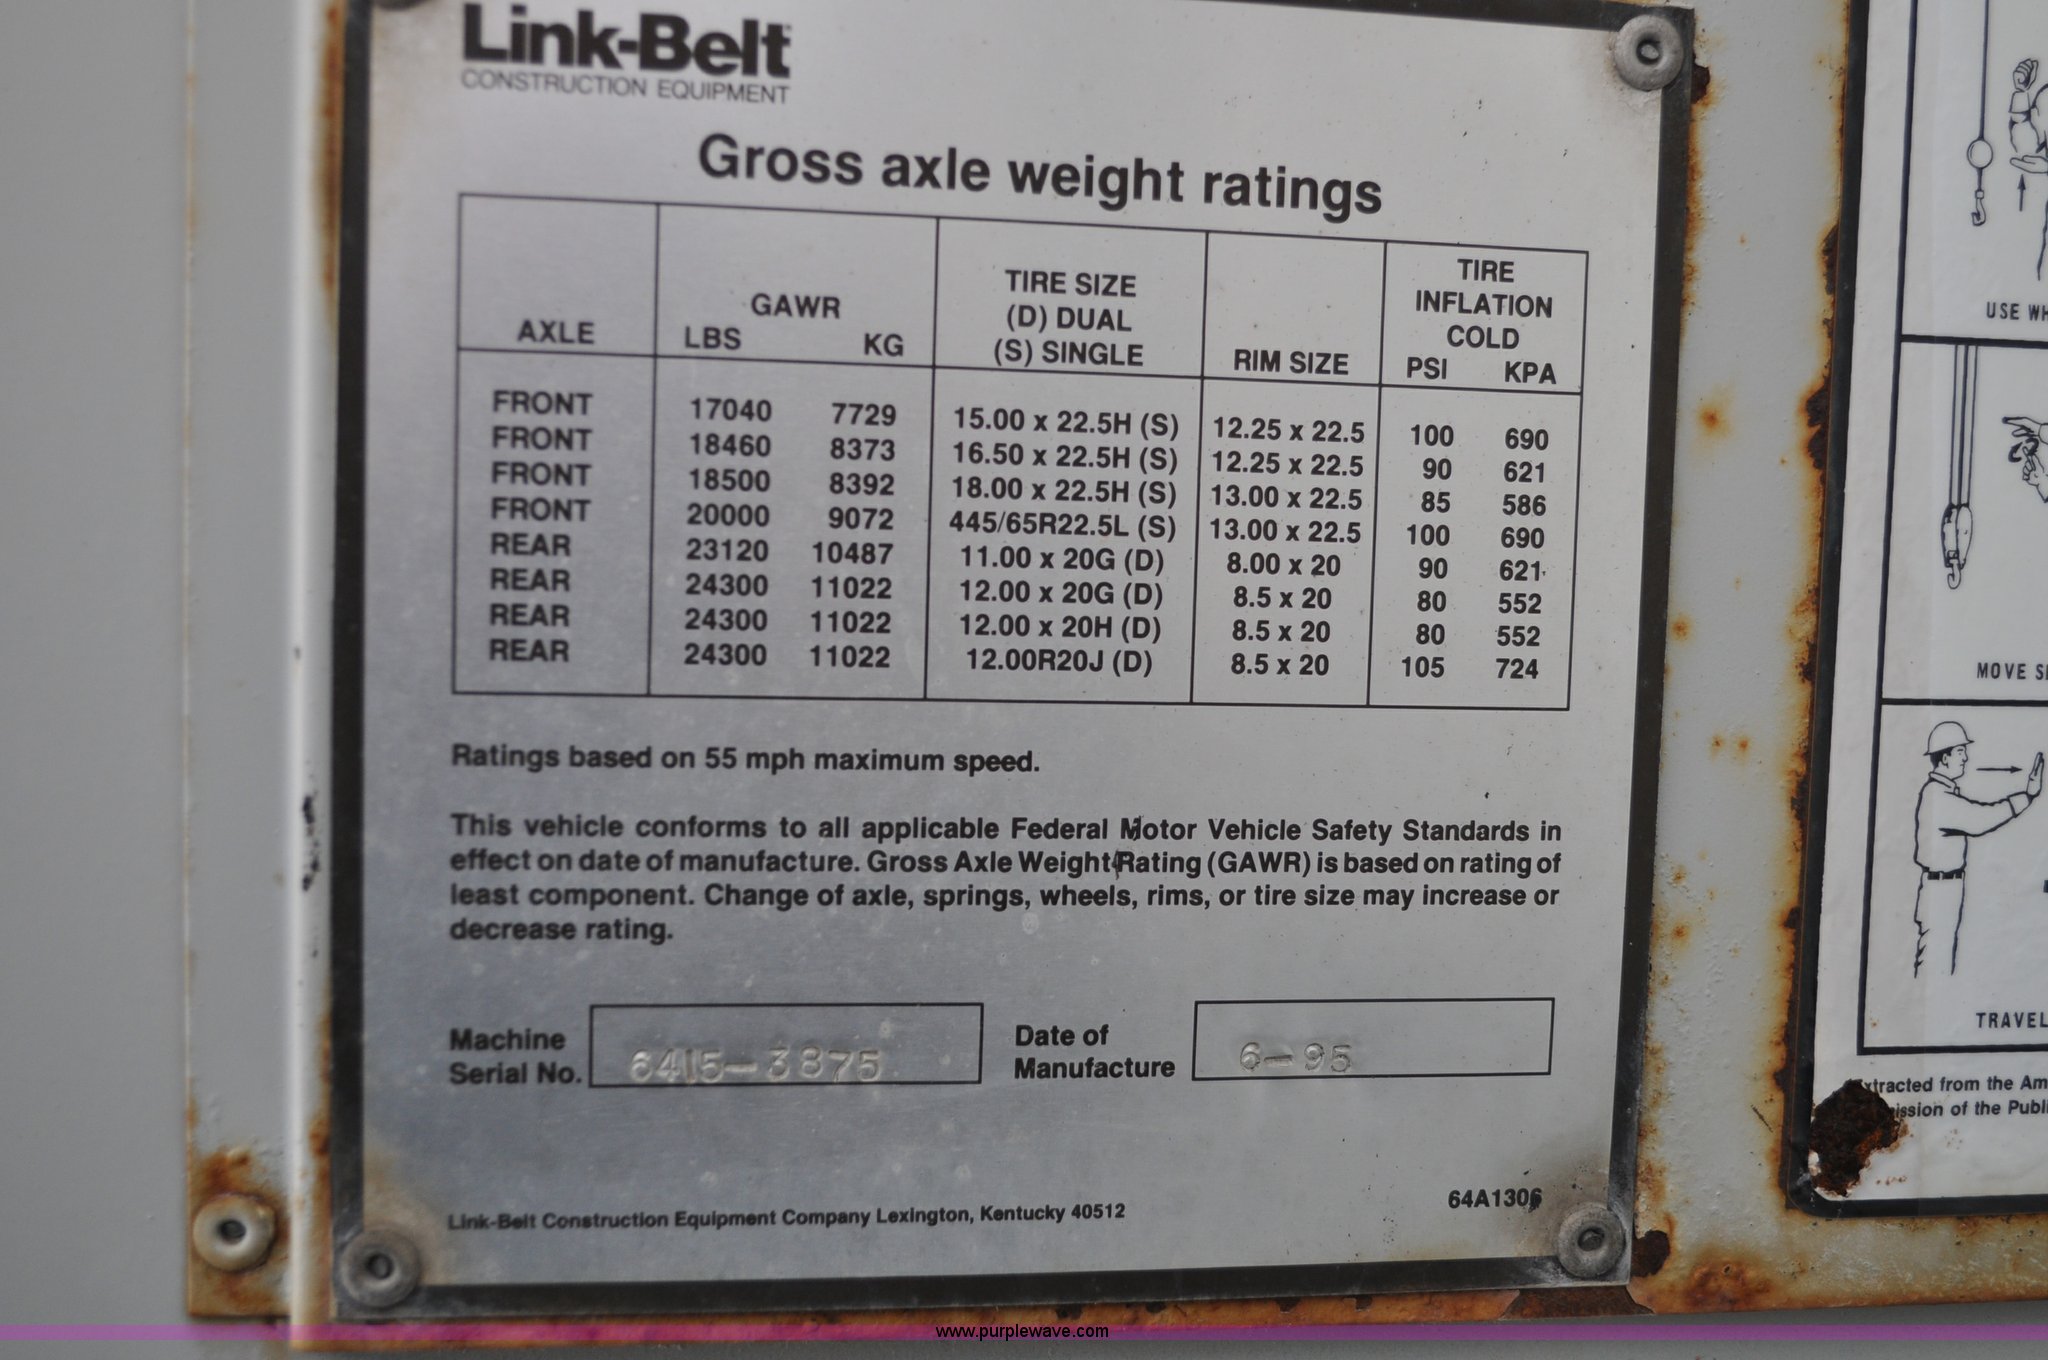 Link-Belt
CONSTRUCTION EQUIPMENT
Gross axle weight ratings
AXLE GAWR LBS KG TIRE SIZE (D) DUAL (S) SINGLE RIM SIZE TIRE INFLATION COLD PSI KPA
FRONT 17040 7729 15.00 x 22.5H (S) 12.25 x 22.5 100 690
FRONT 18460 8373 16.50 x 22.5H (S) 12.25 x 22.5 90 621
FRONT 18500 8392 18.00 x 22.5H (S) 13.00 x 22.5 85 586
FRONT 20000 9072 445/65R22.5L (S) 13.00 x 22.5 100 690
REAR 23120 10487 11.00 x 20G (D) 8.00 x 20 90 621
REAR 24300 11022 12.00 x 20G (D) 8.5 x 20 80 552
REAR 24300 11022 12.00 x 20H (D) 8.5 x 20 80 552
REAR 24300 11022 12.00R20J (D) 8.5 x 20 105 724
Ratings based on 55 mph maximum speed.
This vehicle conforms to all applicable Federal Motor Vehicle Safety Standards in
effect on date of manufacture. Gross Axle Weight Rating (GAWR) is based on rating of
least component. Change of axle, springs, wheels, rims, or tire size may increase or
decrease rating.
Machine
Serial No. 6415-3875
Date of
Manufacture 6-95
Link-Belt Construction Equipment Company Lexington, Kentucky 40512
64A1306
USE
MOVE
TRAVEL
from the
of the
www.purplewave.com